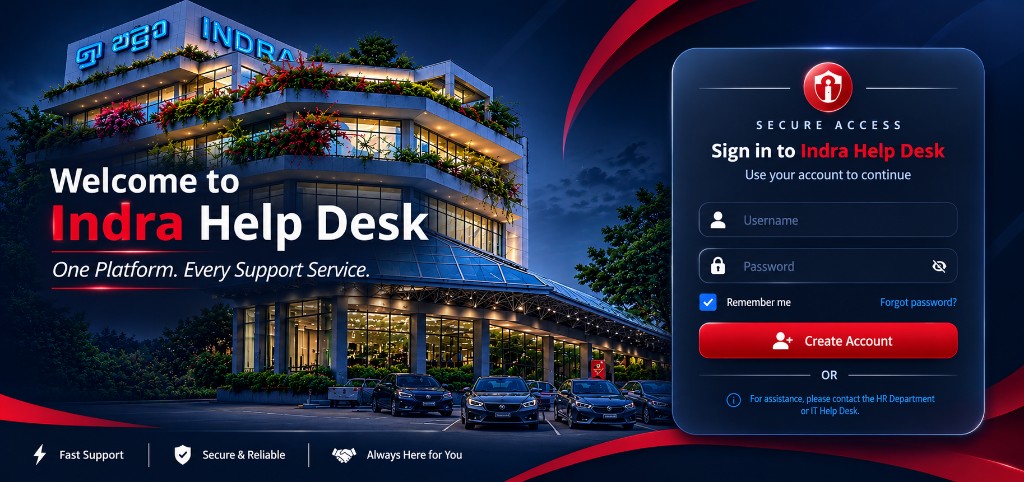 INDRA
Welcome to
Indra Help Desk
One Platform. Every Support Service.
Fast Support
Secure & Reliable
Always Here for You
SECURE ACCESS
Sign in to Indra Help Desk
Use your account to continue
Username
Password
Remember me
Forgot password?
Create Account
OR
For assistance, please contact the HR Department
or IT Help Desk.